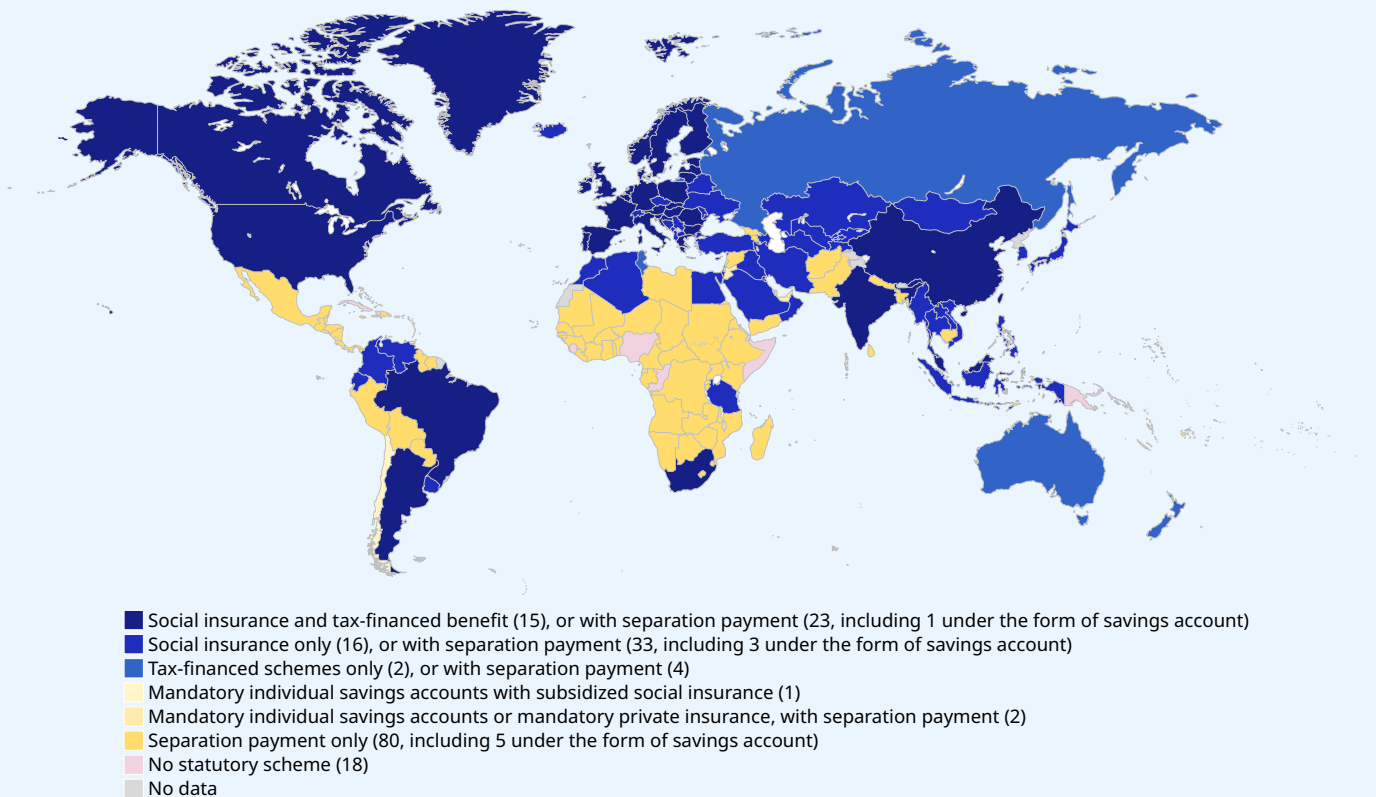 Social insurance and tax-financed benefit (15), or with separation payment (23, including 1 under the form of savings account)
Social insurance only (16), or with separation payment (33, including 3 under the form of savings account)
Tax-financed schemes only (2), or with separation payment (4)
Mandatory individual savings accounts with subsidized social insurance (1)
Mandatory individual savings accounts or mandatory private insurance, with separation payment (2)
Separation payment only (80, including 5 under the form of savings account)
No statutory scheme (18)
No data